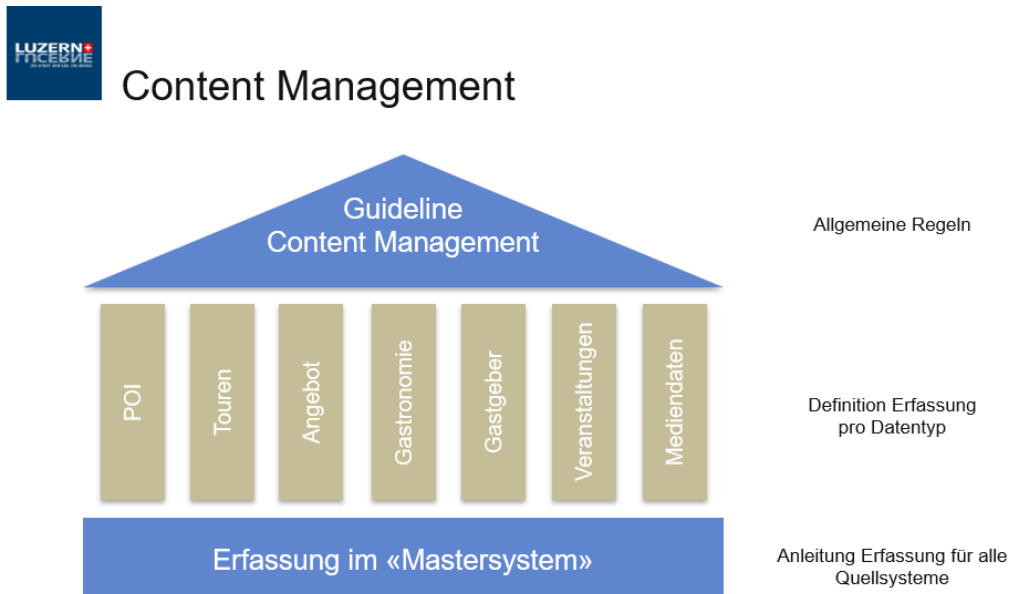 LUZERN
LUCERNE
Content Management
Guideline
Content Management
Allgemeine Regeln
POI
Touren
Angebot
Gastronomie
Gastgeber
Veranstaltungen
Mediendaten
Definition Erfassung
pro Datentyp
Erfassung im «Mastersystem»
Anleitung Erfassung für alle
Quellsysteme